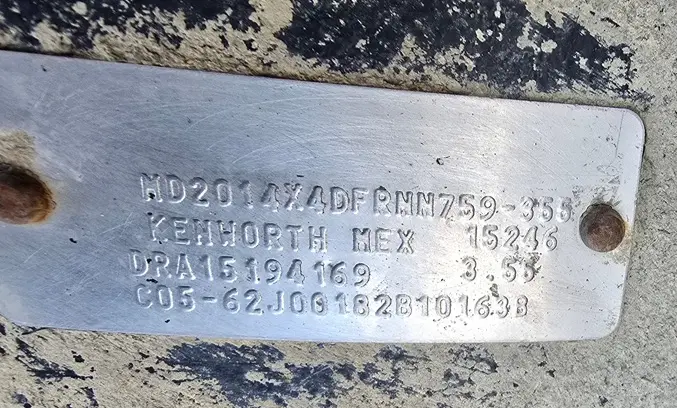 MD2014X4DFRNN759-355
KENWORTH MEX 15246
DRA15194169 3.55
C05-62J00182B101638